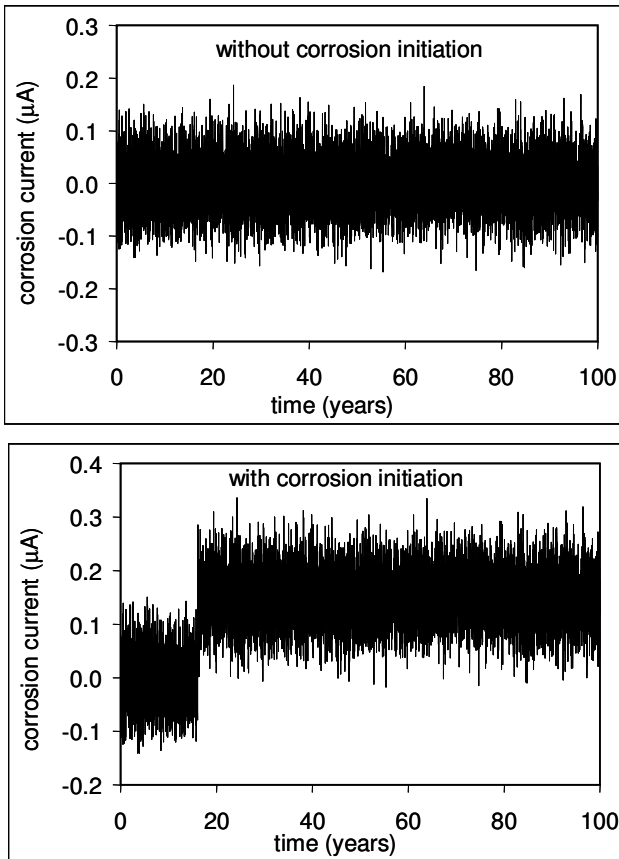 without corrosion initiation
corrosion current (μA)
0.3
0.2
0.1
0.0
-0.1
-0.2
-0.3
0 20 40 60 80 100
time (years)
with corrosion initiation
corrosion current (μA)
0.4
0.3
0.2
0.1
0.0
-0.1
-0.2
0 20 40 60 80 100
time (years)